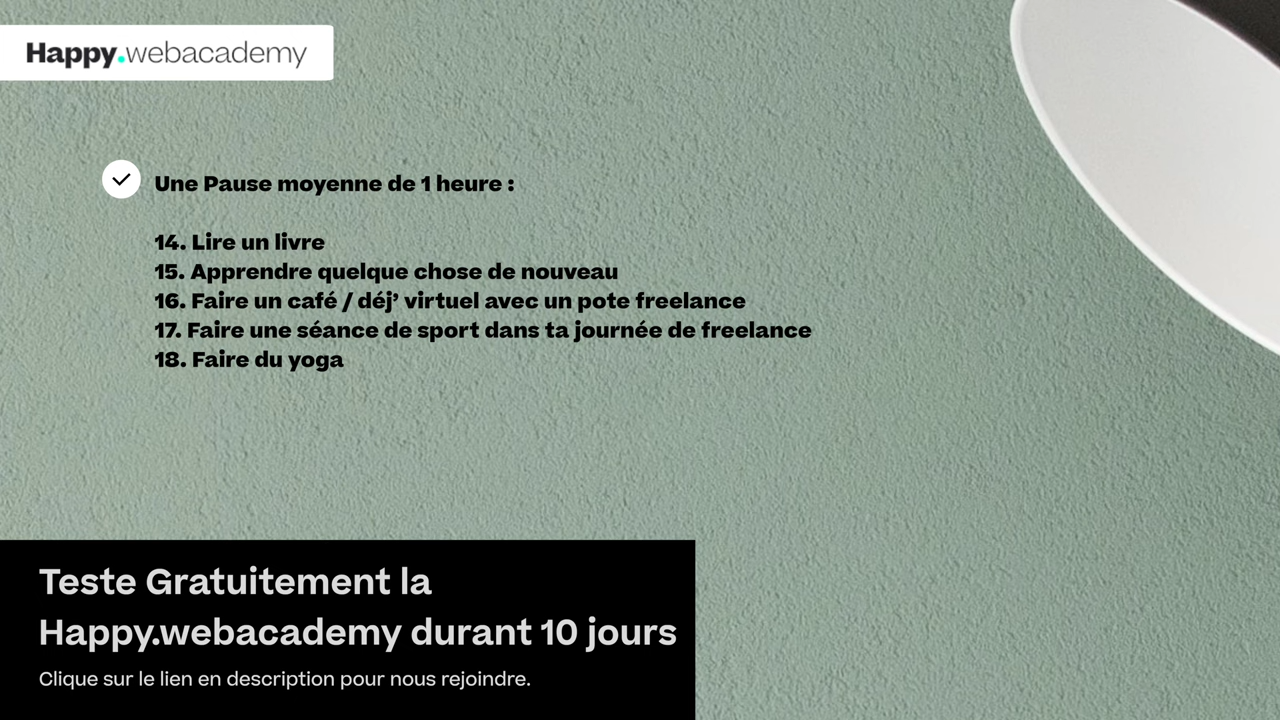 Happy.webacademy
Une Pause moyenne de 1 heure :
14. Lire un livre
15. Apprendre quelque chose de nouveau
16. Faire un café / déj’ virtuel avec un pote freelance
17. Faire une séance de sport dans ta journée de freelance
18. Faire du yoga
Teste Gratuitement la
Happy.webacademy durant 10 jours
Clique sur le lien en description pour nous rejoindre.